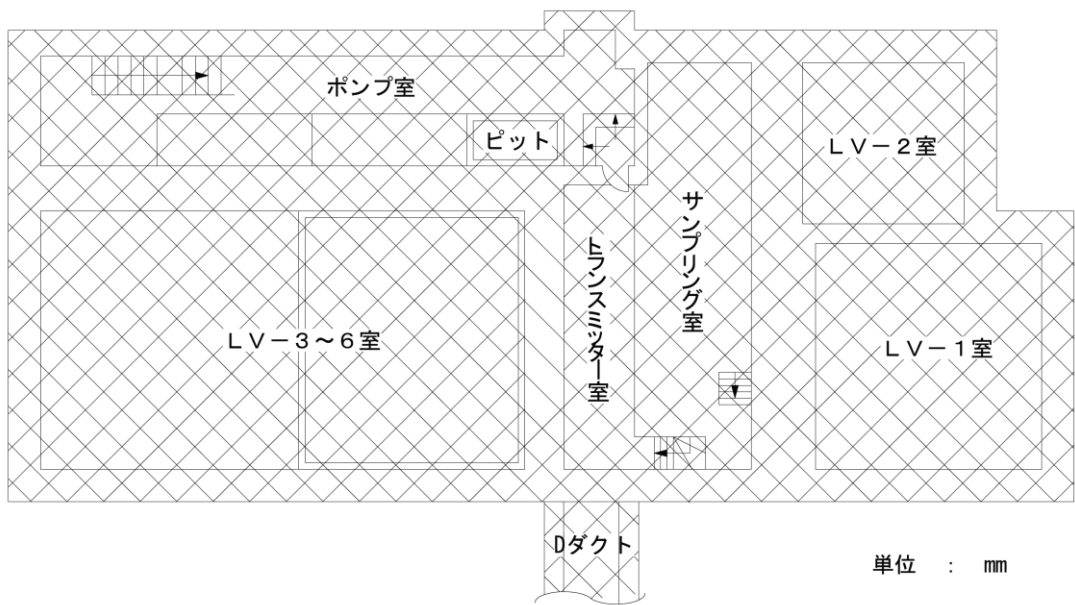 ポンプ室
ピット
LV-2室
サンプリング室
トランスミッター室
LV-3~6室
LV-1室
Dダクト
単位 : mm